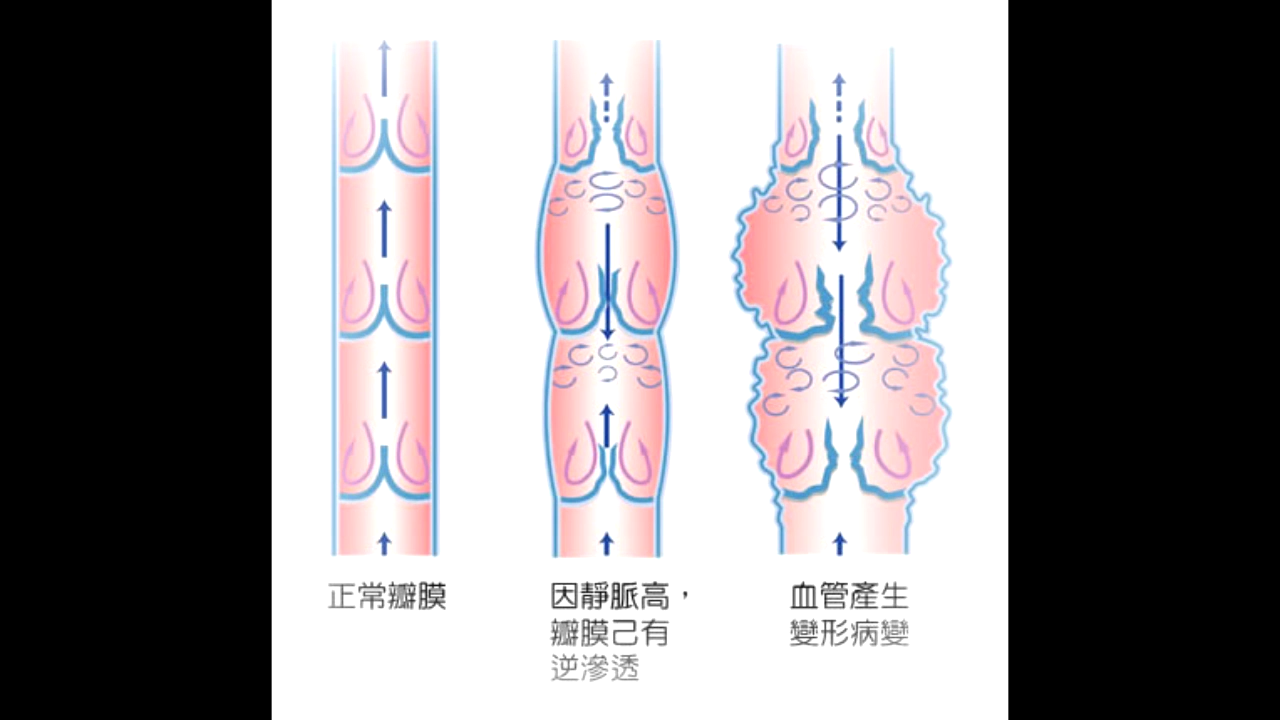 正常瓣膜
因靜脈高，
瓣膜己有
逆滲透
血管產生
變形病變